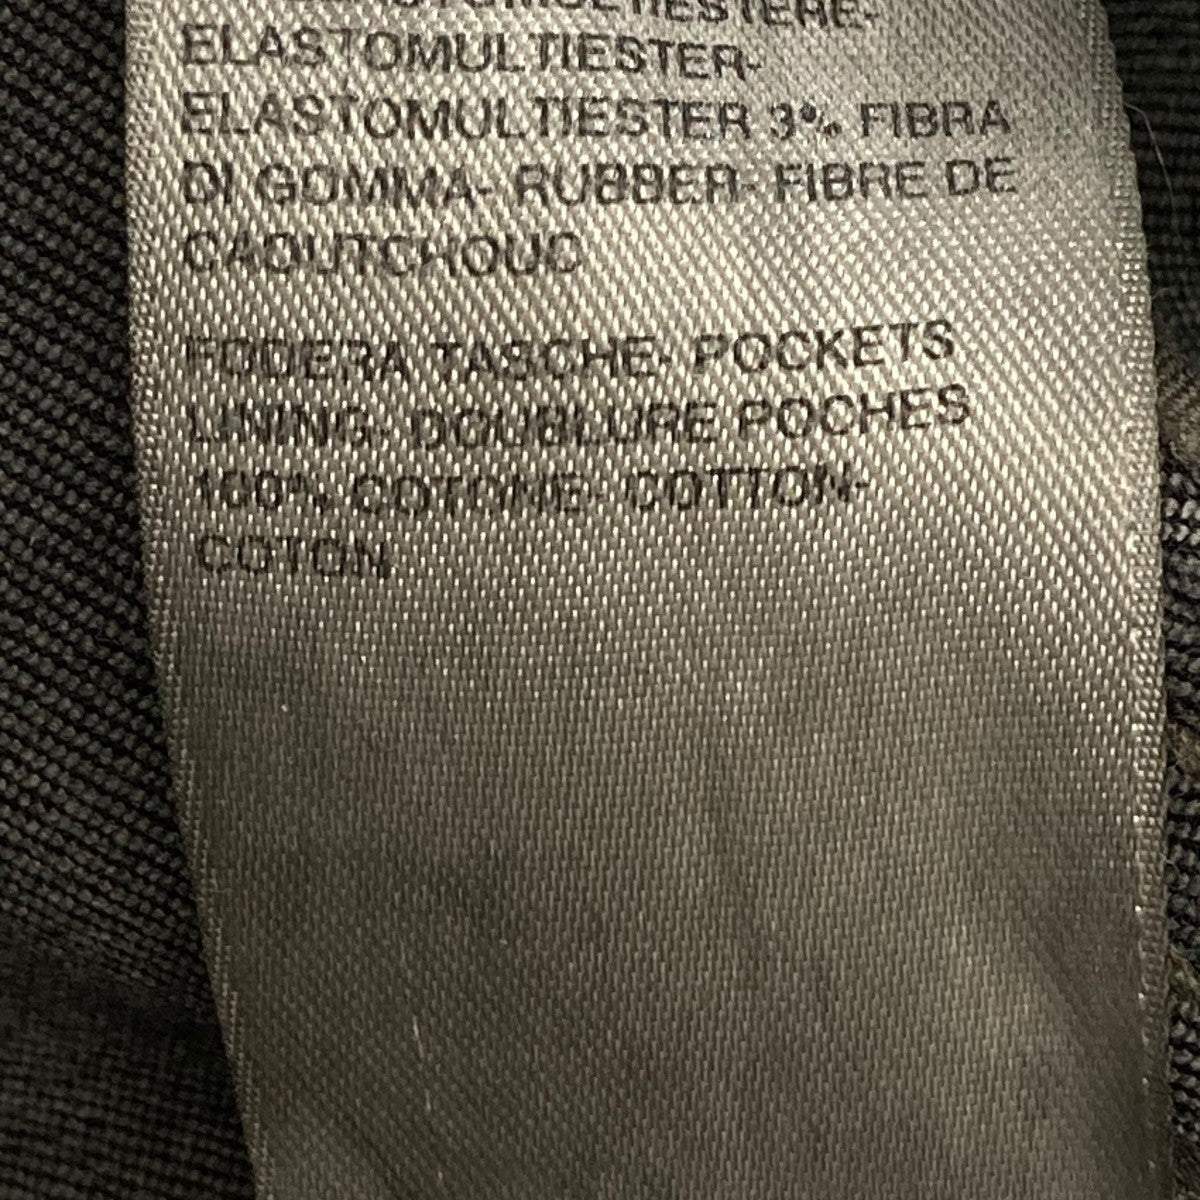 ELASTOMULTIESTERE-
ELASTOMULTIESTER-
ELASTOMULTIESTER 3% FIBRA
DI GOMMA- RUBBER- FIBRE DE
CAOUTCHOUC
FODERA TASCHE- POCKETS
LINING- DOUBLURE POCHES
100% COTONE- COTTON-
COTON